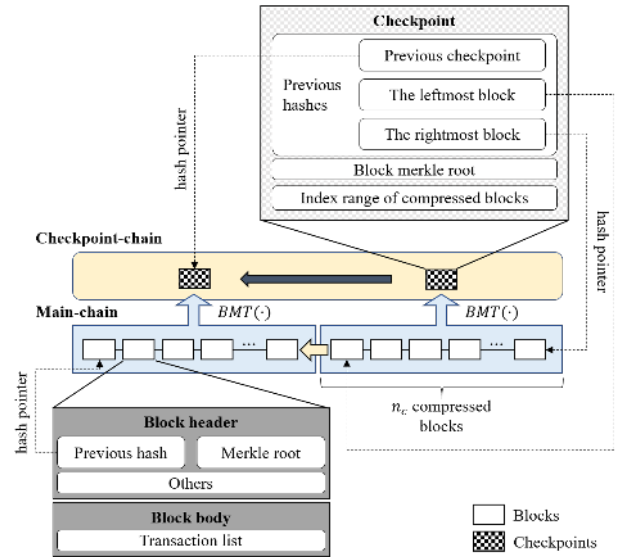 Checkpoint
Previous checkpoint
Previous
hashes
The leftmost block
The rightmost block
Block merkle root
Index range of compressed blocks
hash pointer
hash pointer
Checkpoint-chain
Main-chain
BMT(·)
BMT(·)
...
...
hash pointer
n_c compressed
blocks
Block header
Previous hash
Merkle root
Others
Block body
Transaction list
Blocks
Checkpoints